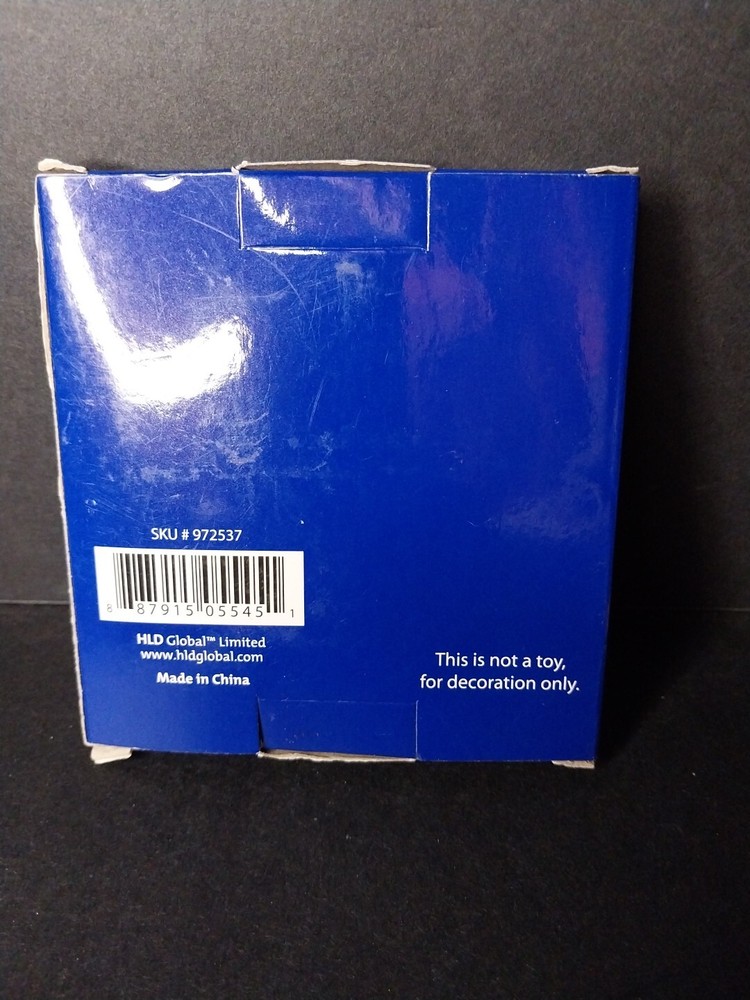 SKU # 972537
8 87915 05545 1
HLD Global™ Limited
www.hldglobal.com
Made in China
This is not a toy,
for decoration only.